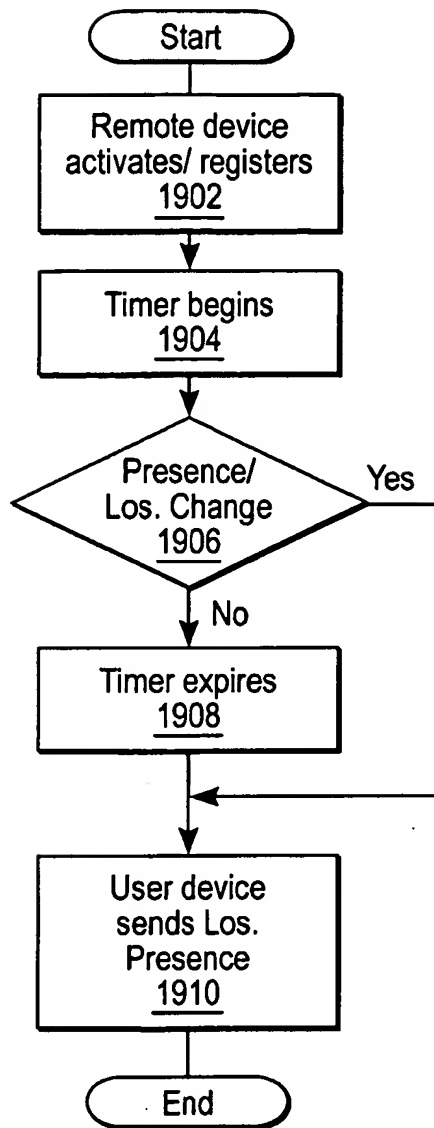 Start
Remote device
activates/ registers
1902
Timer begins
1904
Presence/
Los. Change
1906
Yes
No
Timer expires
1908
User device
sends Los.
Presence
1910
End